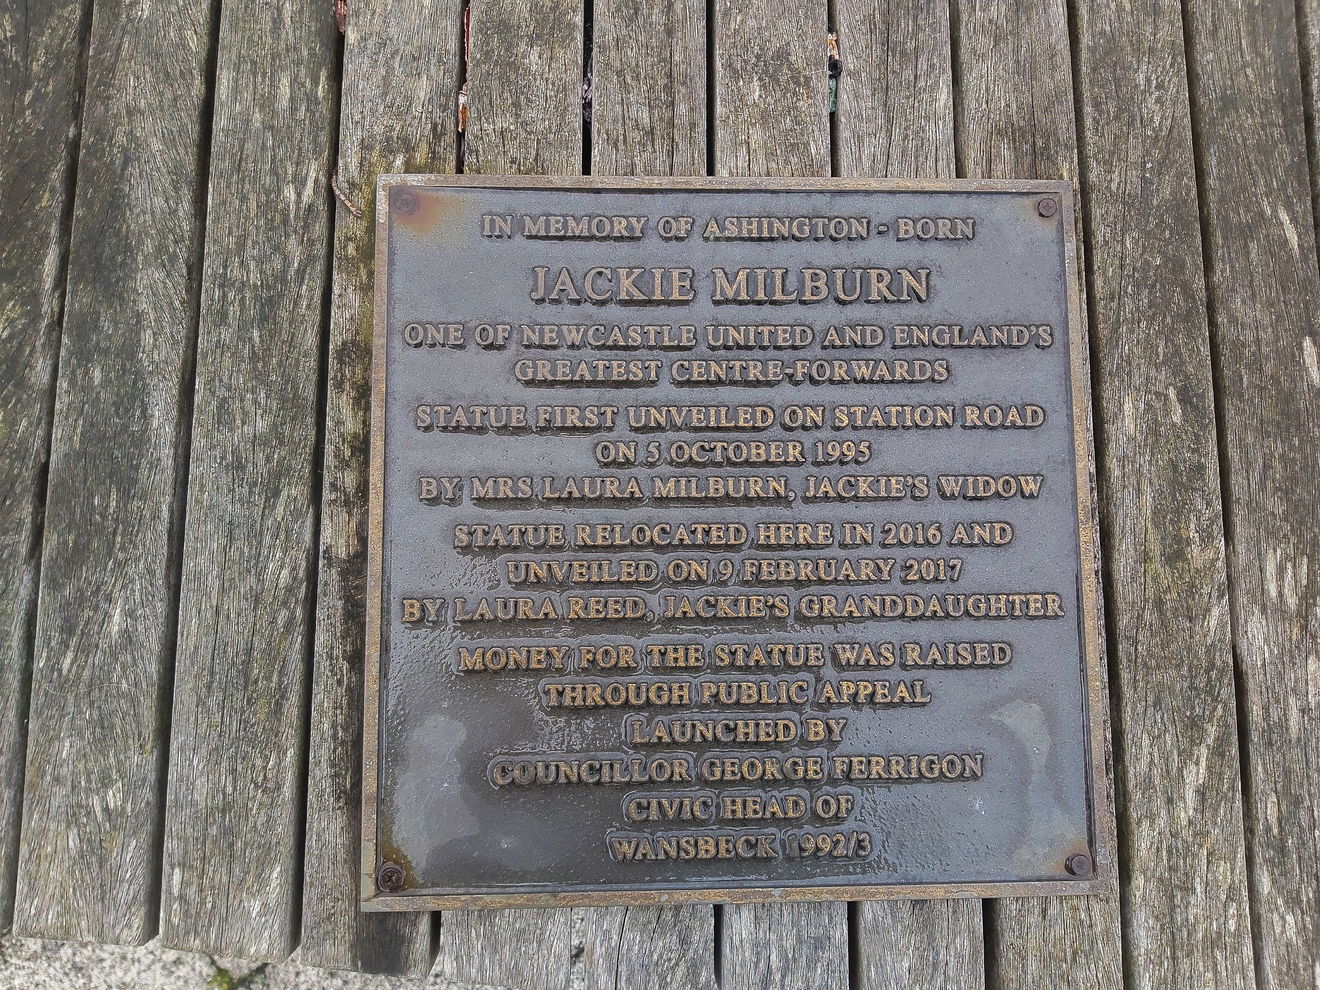 IN MEMORY OF ASHINGTON - BORN
JACKIE MILBURN
ONE OF NEWCASTLE UNITED AND ENGLAND'S
GREATEST CENTRE-FORWARDS
STATUE FIRST UNVEILED ON STATION ROAD
ON 5 OCTOBER 1995
BY MRS LAURA MILBURN, JACKIE'S WIDOW
STATUE RELOCATED HERE IN 2016 AND
UNVEILED ON 9 FEBRUARY 2017
BY LAURA REED, JACKIE'S GRANDDAUGHTER
MONEY FOR THE STATUE WAS RAISED
THROUGH PUBLIC APPEAL
LAUNCHED BY
COUNCILLOR GEORGE FERRIGON
CIVIC HEAD OF
WANSBECK 1992/3